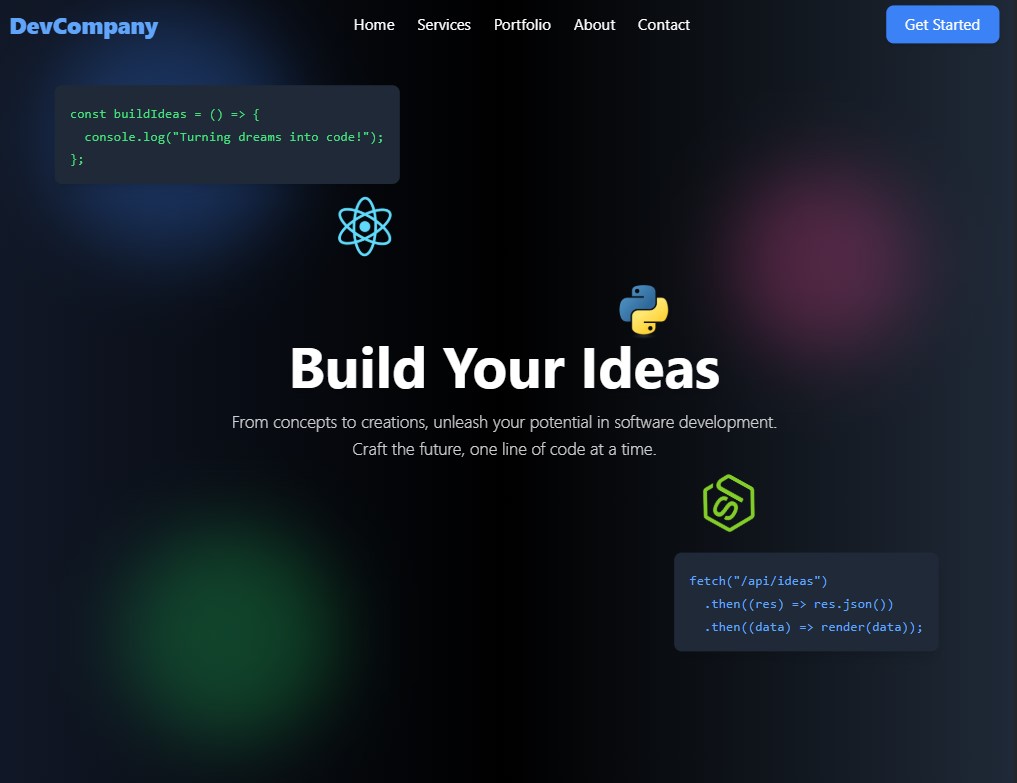 DevCompany
Home Services Portfolio About Contact
Get Started
const buildIdeas = () => {
  console.log("Turning dreams into code!");
};
Build Your Ideas
From concepts to creations, unleash your potential in software development.
Craft the future, one line of code at a time.
fetch("/api/ideas")
  .then((res) => res.json())
  .then((data) => render(data));